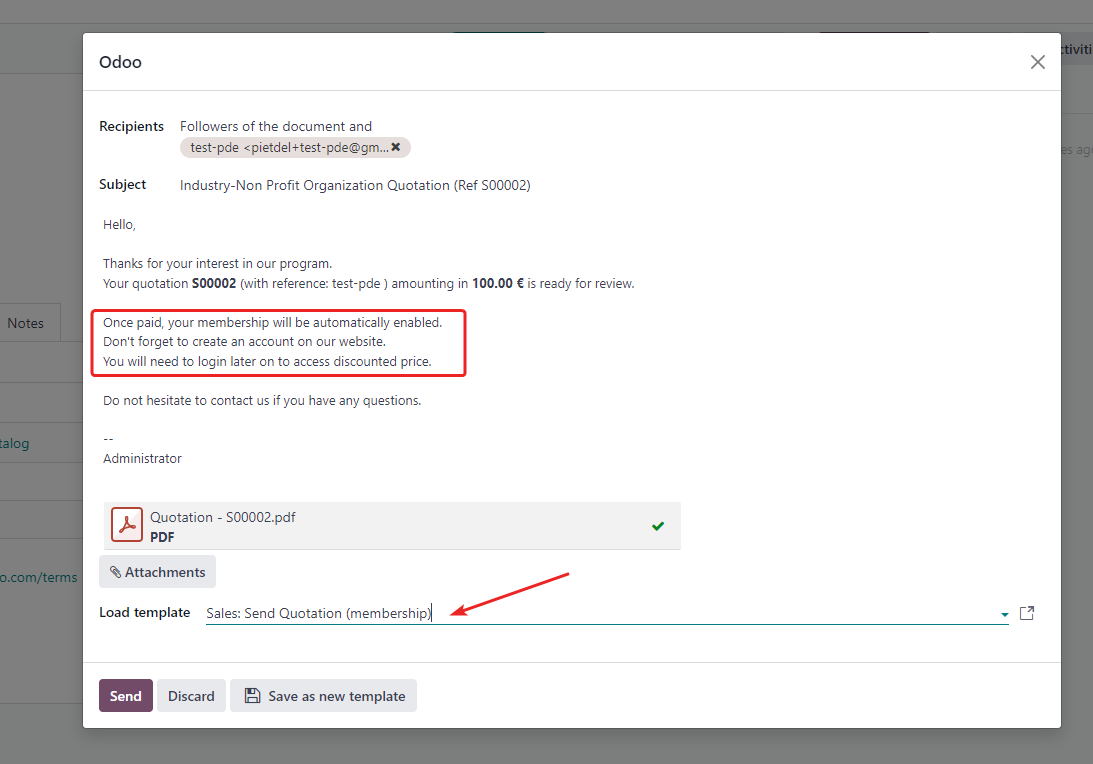 Odoo
ctiviti
Recipients
Followers of the document and
test-pde <pietdel+test-pde@gm...
es ag
Subject
Industry-Non Profit Organization Quotation (Ref S00002)
Hello,
Thanks for your interest in our program.
Your quotation S00002 (with reference: test-pde ) amounting in 100.00 € is ready for review.
Notes
Once paid, your membership will be automatically enabled.
Don't forget to create an account on our website.
You will need to login later on to access discounted price.
Do not hesitate to contact us if you have any questions.
talog
--
Administrator
Quotation - S00002.pdf
PDF
Attachments
o.com/terms
Load template
Sales: Send Quotation (membership)
Send
Discard
Save as new template